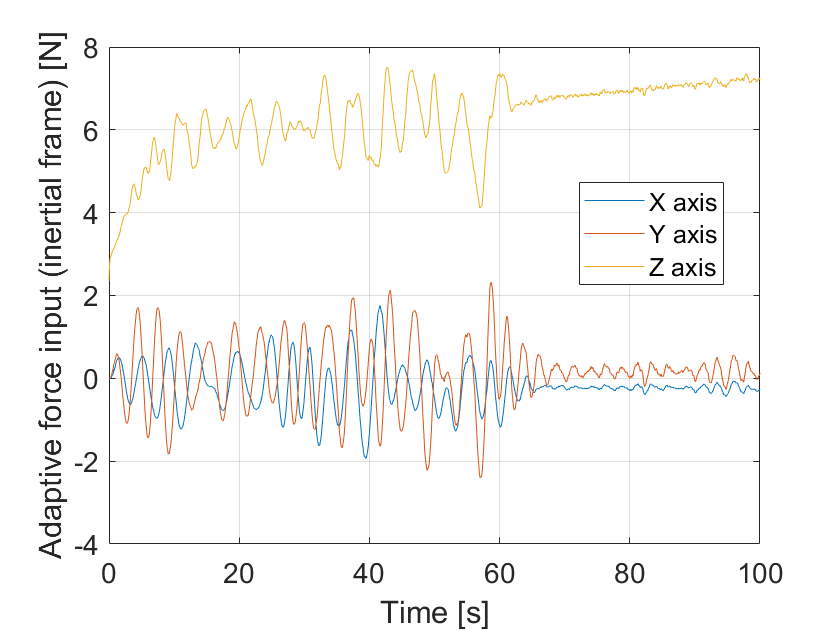 Adaptive force input (inertial frame) [N]
8
6
4
2
0
-2
-4
X axis
Y axis
Z axis
0 20 40 60 80 100
Time [s]